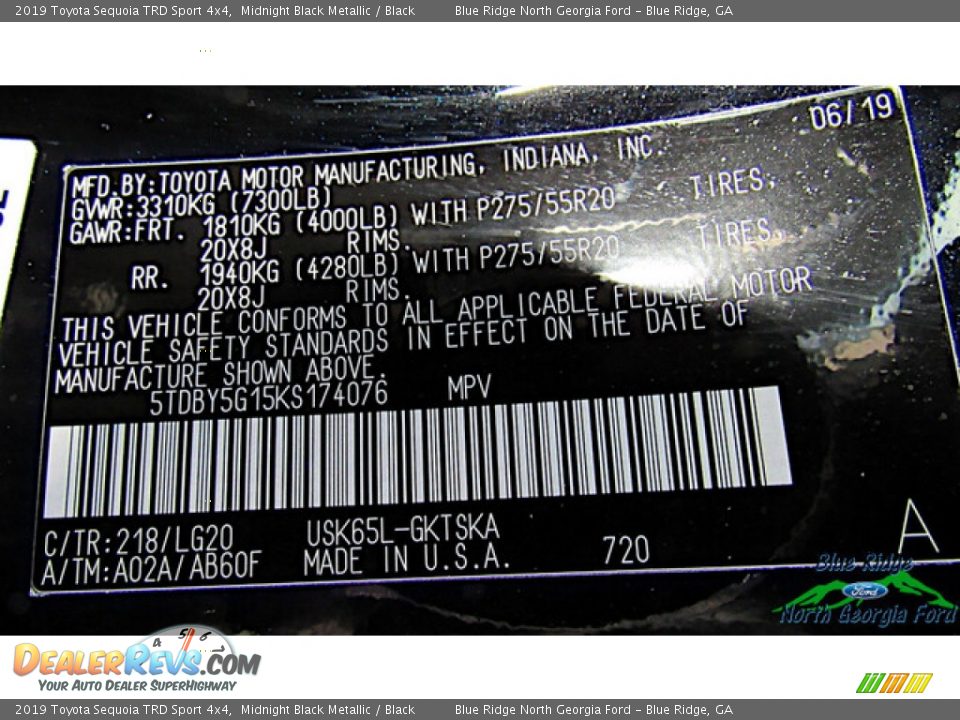 2019 Toyota Sequoia TRD Sport 4x4,  Midnight Black Metallic / Black    Blue Ridge North Georgia Ford - Blue Ridge, GA
06/19
MFD.BY:TOYOTA MOTOR MANUFACTURING, INDIANA, INC.
GVWR:3310KG (7300LB)
GAWR:FRT. 1810KG (4000LB) WITH P275/55R20 TIRES,
20X8J RIMS.
RR. 1940KG (4280LB) WITH P275/55R20 TIRES,
20X8J RIMS.
THIS VEHICLE CONFORMS TO ALL APPLICABLE FEDERAL MOTOR
VEHICLE SAFETY STANDARDS IN EFFECT ON THE DATE OF
MANUFACTURE SHOWN ABOVE.
5TDBY5G15KS174076 MPV
C/TR:218/LG20 USK65L-GKTSKA
A/TM:A02A/AB60F MADE IN U.S.A. 720 A
Blue Ridge
Ford
North Georgia Ford
4 5 6 7
DealerRevs.com
Your Auto Dealer SuperHighway
2019 Toyota Sequoia TRD Sport 4x4,  Midnight Black Metallic / Black    Blue Ridge North Georgia Ford - Blue Ridge, GA